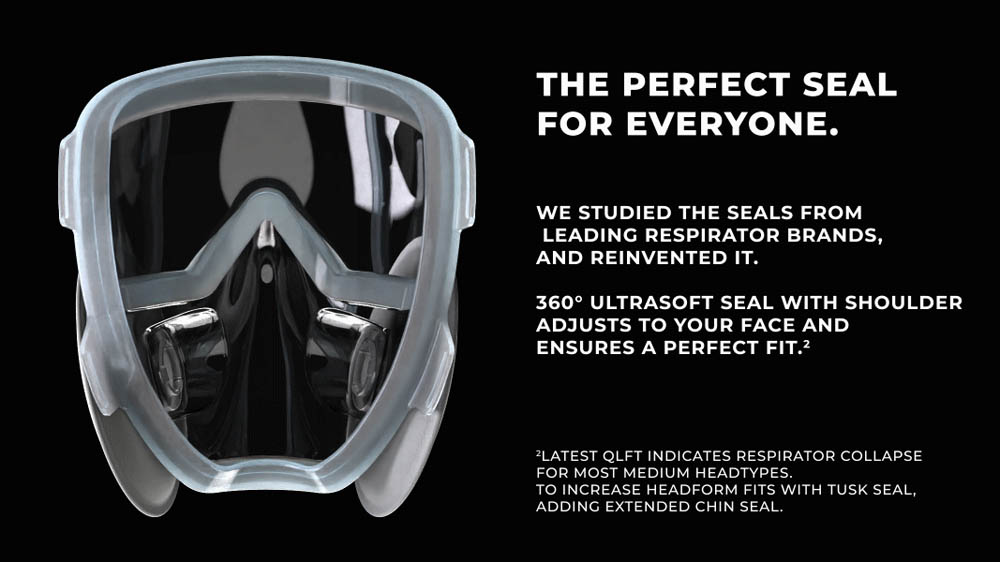 THE PERFECT SEAL
FOR EVERYONE.
WE STUDIED THE SEALS FROM
LEADING RESPIRATOR BRANDS,
AND REINVENTED IT.
360° ULTRASOFT SEAL WITH SHOULDER
ADJUSTS TO YOUR FACE AND
ENSURES A PERFECT FIT.²
²LATEST QLFT INDICATES RESPIRATOR COLLAPSE
FOR MOST MEDIUM HEADTYPES.
TO INCREASE HEADFORM FITS WITH TUSK SEAL,
ADDING EXTENDED CHIN SEAL.